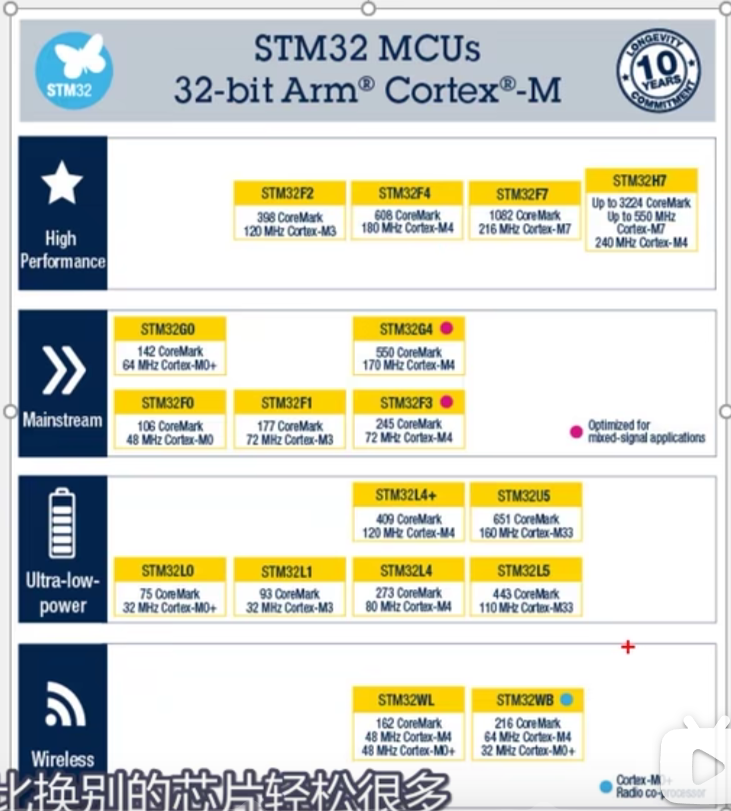 STM32 MCUs
32-bit Arm® Cortex®-M
STM32
LONGEVITY
10
YEARS
COMMITMENT
High
Performance
STM32F2
398 CoreMark
120 MHz Cortex-M3
STM32F4
608 CoreMark
180 MHz Cortex-M4
STM32F7
1082 CoreMark
216 MHz Cortex-M7
STM32H7
Up to 3224 CoreMark
Up to 550 MHz
Cortex-M7
240 MHz Cortex-M4
Mainstream
STM32G0
142 CoreMark
64 MHz Cortex-M0+
STM32G4
550 CoreMark
170 MHz Cortex-M4
STM32F0
106 CoreMark
48 MHz Cortex-M0
STM32F1
177 CoreMark
72 MHz Cortex-M3
STM32F3
245 CoreMark
72 MHz Cortex-M4
Optimized for
mixed-signal applications
Ultra-low-
power
STM32L4+
409 CoreMark
120 MHz Cortex-M4
STM32U5
651 CoreMark
160 MHz Cortex-M33
STM32L0
75 CoreMark
32 MHz Cortex-M0+
STM32L1
93 CoreMark
32 MHz Cortex-M3
STM32L4
273 CoreMark
80 MHz Cortex-M4
STM32L5
443 CoreMark
110 MHz Cortex-M33
Wireless
STM32WL
162 CoreMark
48 MHz Cortex-M4
48 MHz Cortex-M0+
STM32WB
216 CoreMark
64 MHz Cortex-M4
32 MHz Cortex-M0+
Cortex-M0+
Radio co-processor
比换别的芯片轻松很多